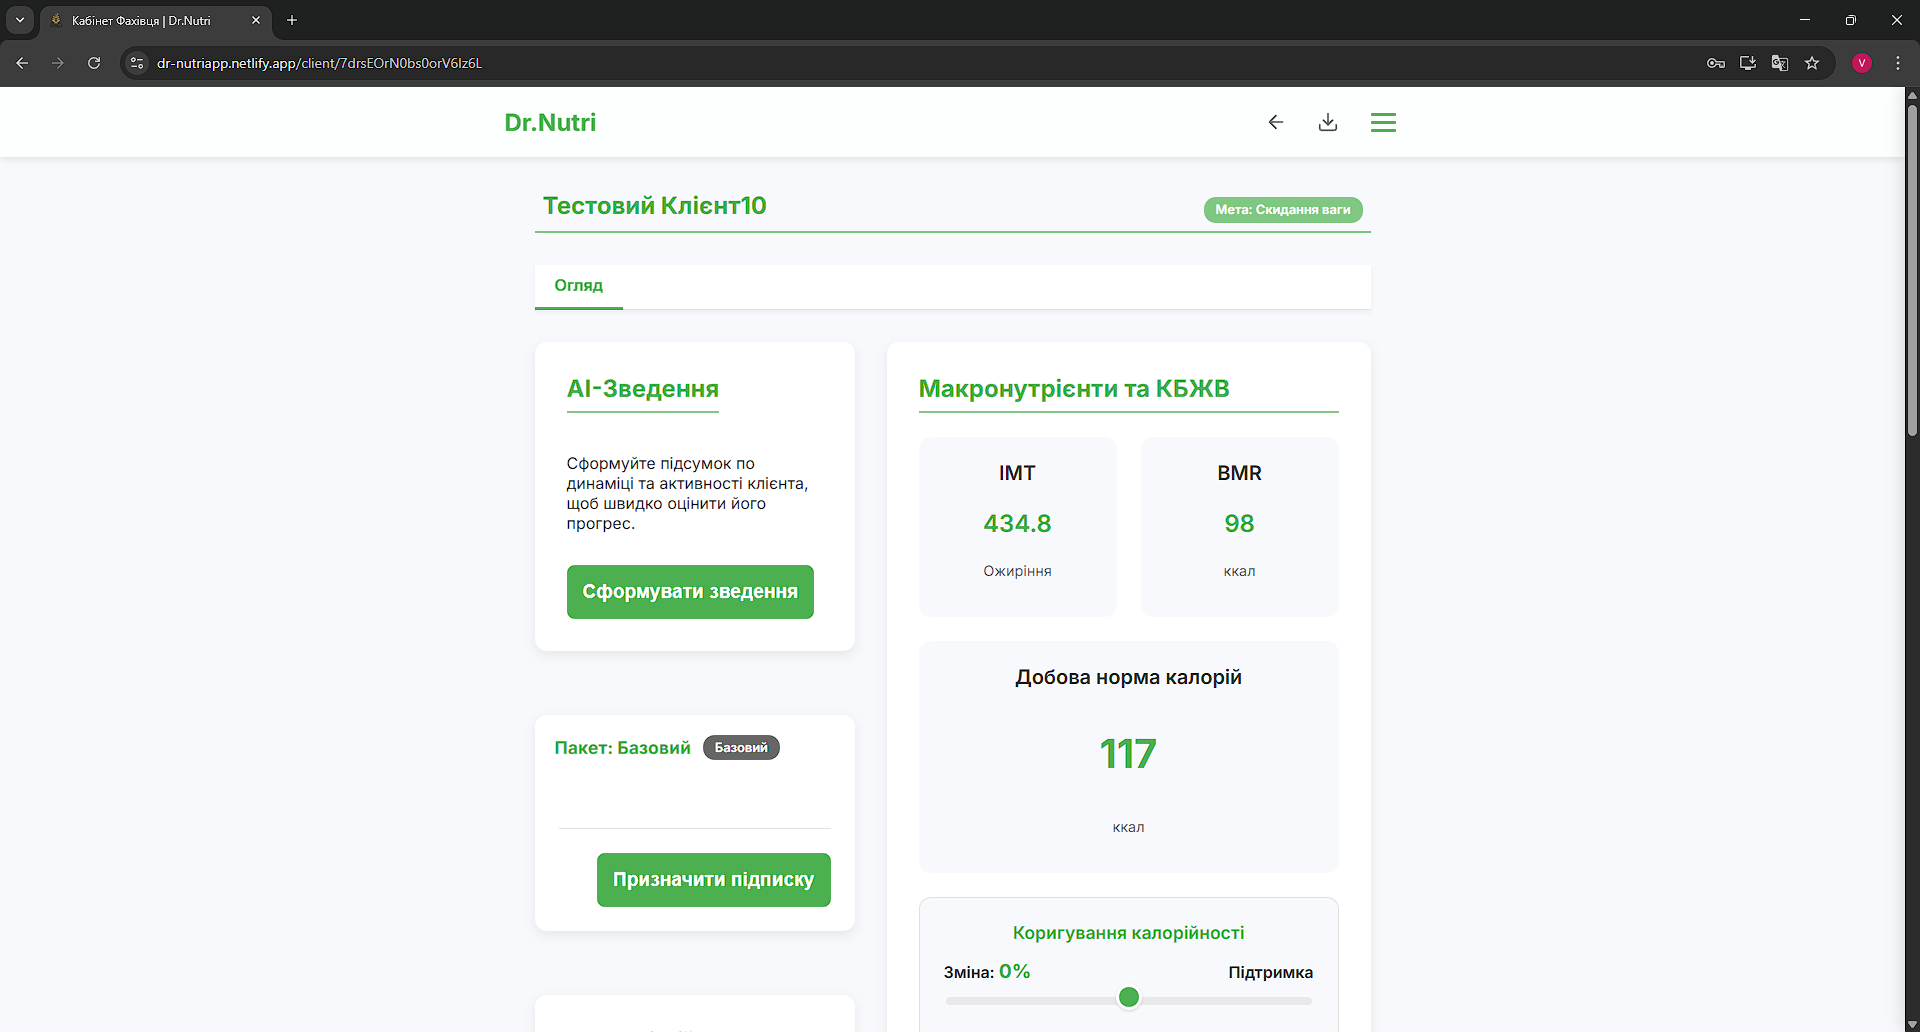 Кабінет Фахівця | Dr.Nutri
dr-nutriapp.netlify.app/client/7drsEOrN0bs0orV6Iz6L
V
Dr.Nutri
Тестовий Клієнт10
Мета: Скидання ваги
Огляд
AI-Зведення
Сформуйте підсумок по
динаміці та активності клієнта,
щоб швидко оцінити його
прогрес.
Сформувати зведення
Пакет: Базовий
Базовий
Призначити підписку
Макронутрієнти та КБЖВ
ІМТ
434.8
Ожиріння
BMR
98
ккал
Добова норма калорій
117
ккал
Коригування калорійності
Зміна: 0%
Підтримка